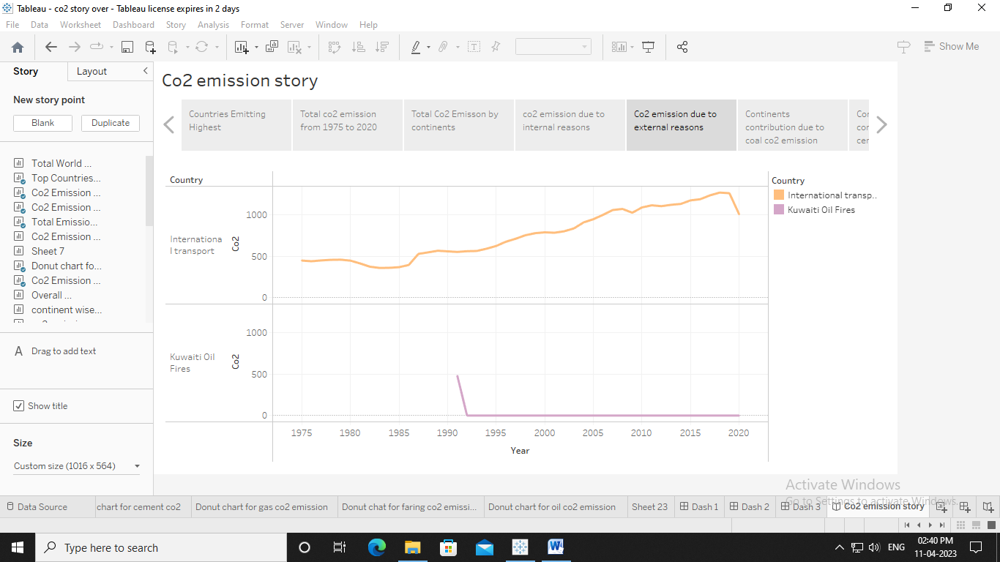 Tableau - co2 story over - Tableau license expires in 2 days
File Data Worksheet Dashboard Story Analysis Format Server Window Help
Show Me
Story Layout
New story point
Blank Duplicate
Total World ...
Top Countries...
Co2 Emission ...
Co2 Emission ...
Total Emissio...
Co2 Emission ...
Sheet 7
Donut chart fo...
Co2 Emission ...
Overall ...
continent wise...
A Drag to add text
Show title
Size
Custom size (1016 x 564)
Co2 emission story
Countries Emitting
Highest
Total co2 emission
from 1975 to 2020
Total Co2 Emisson by
continents
co2 emission due to
internal reasons
Co2 emission due to
external reasons
Continents
contribution due to
coal co2 emission
Country
Internationa
l transport
Co2
1000
500
0
Kuwaiti Oil
Fires
Co2
1000
500
0
1975 1980 1985 1990 1995 2000 2005 2010 2015 2020
Year
Country
International transp..
Kuwaiti Oil Fires
Activate Windows
Go to Settings to activate Windows.
Data Source chart for cement co2 Donut chart for gas co2 emission Donut chat for faring co2 emissi... Donut chart for oil co2 emission Sheet 23 Dash 1 Dash 2 Dash 3 Co2 emission story
Type here to search
ENG
02:40 PM
11-04-2023